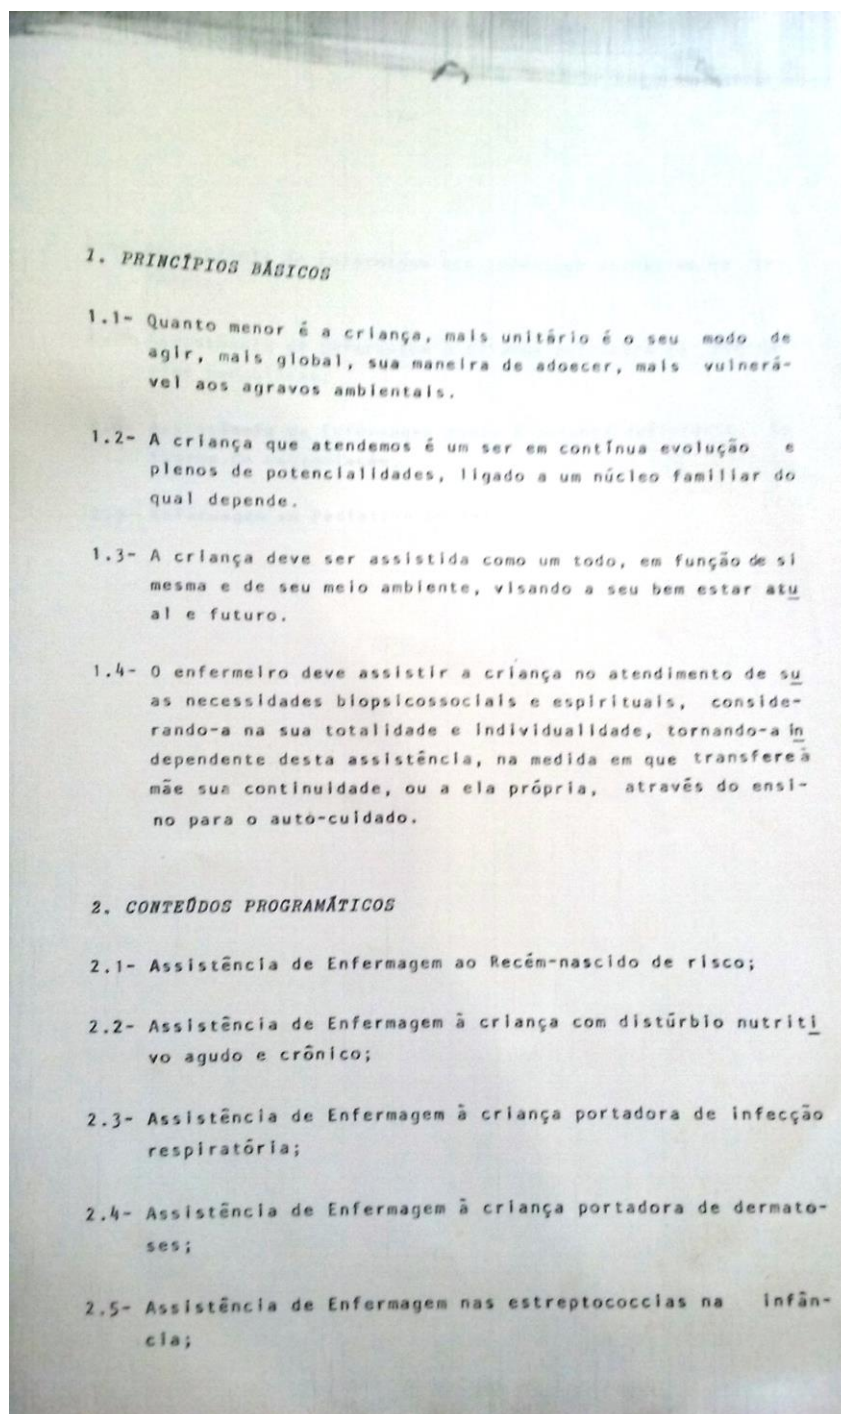 1. PRINCÍPIOS BÁSICOS
1.1- Quanto menor é a criança, mais unitário é o seu modo de
agir, mais global, sua maneira de adoecer, mais vulnerá-
vel aos agravos ambientais.
1.2- A criança que atendemos é um ser em contínua evolução e
plenos de potencialidades, ligado a um núcleo familiar do
qual depende.
1.3- A criança deve ser assistida como um todo, em função de si
mesma e de seu meio ambiente, visando a seu bem estar atu
al e futuro.
1.4- O enfermeiro deve assistir a criança no atendimento de su
as necessidades biopsicossociais e espirituais, conside-
rando-a na sua totalidade e individualidade, tornando-a in
dependente desta assistência, na medida em que transfere à
mãe sua continuidade, ou a ela própria, através do ensi-
no para o auto-cuidado.
2. CONTEÚDOS PROGRAMÁTICOS
2.1- Assistência de Enfermagem ao Recém-nascido de risco;
2.2- Assistência de Enfermagem à criança com distúrbio nutriti
vo agudo e crônico;
2.3- Assistência de Enfermagem à criança portadora de infecção
respiratória;
2.4- Assistência de Enfermagem à criança portadora de dermato-
ses;
2.5- Assistência de Enfermagem nas estreptococcias na infân-
cia;